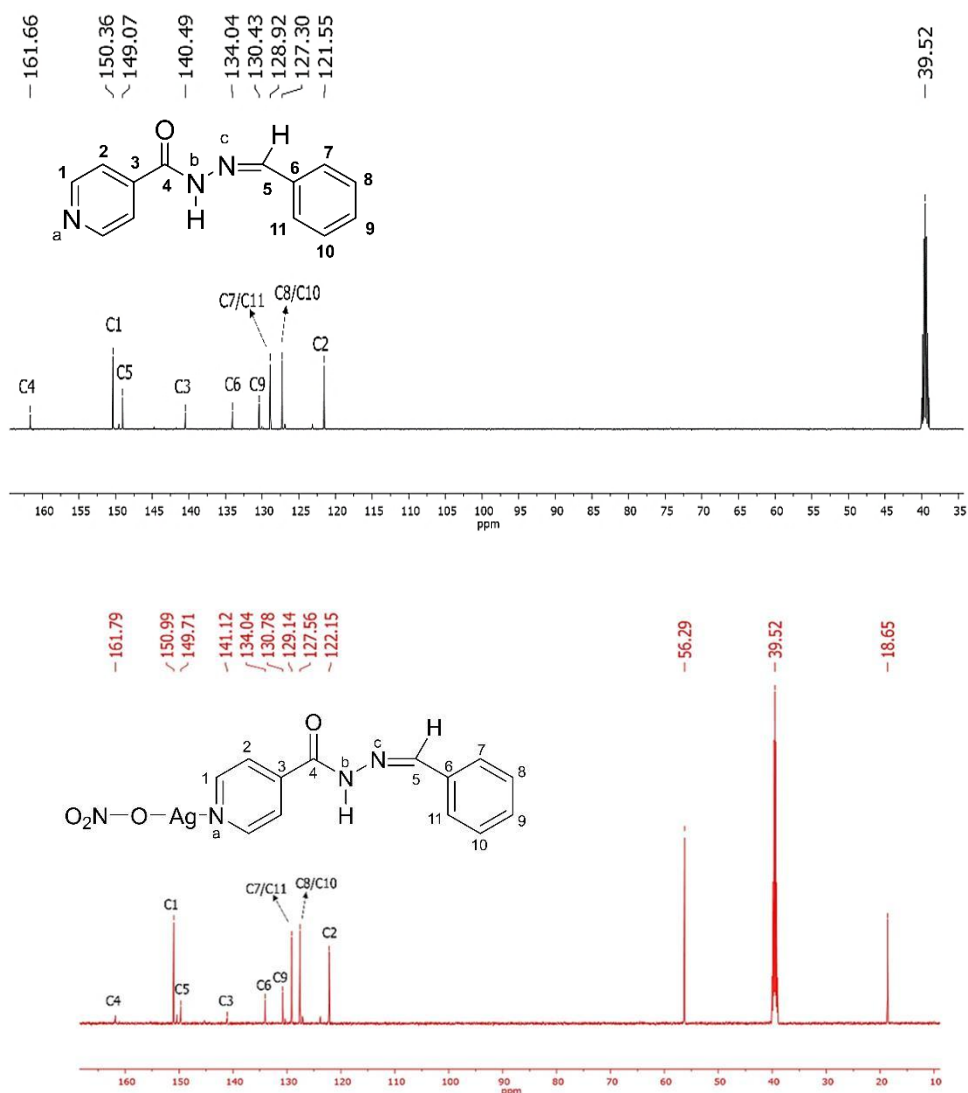 161.66
150.36
149.07
140.49
134.04
130.43
128.92
127.30
121.55
39.52
O
H
c
2
b
N
7
1
3
N
6
8
4
N
5
N
a
H
11
9
10
C7/C11
C8/C10
C1
C2
C5
C4
C3
C6
C9
160 155 150 145 140 135 130 125 120 115 110 105 100 95 90 85 80 75 70 65 60 55 50 45 40 35
ppm
161.79
150.99
149.71
141.12
134.04
130.78
129.14
127.56
122.15
56.29
39.52
18.65
O
H
2
c
b
N
7
1
3
4
N
5
6
8
O₂N
O
Ag
N
a
H
11
9
10
C7/C11
C8/C10
C1
C2
C5
C4
C3
C6
C9
160 150 140 130 120 110 100 90 80 70 60 50 40 30 20 10
ppm